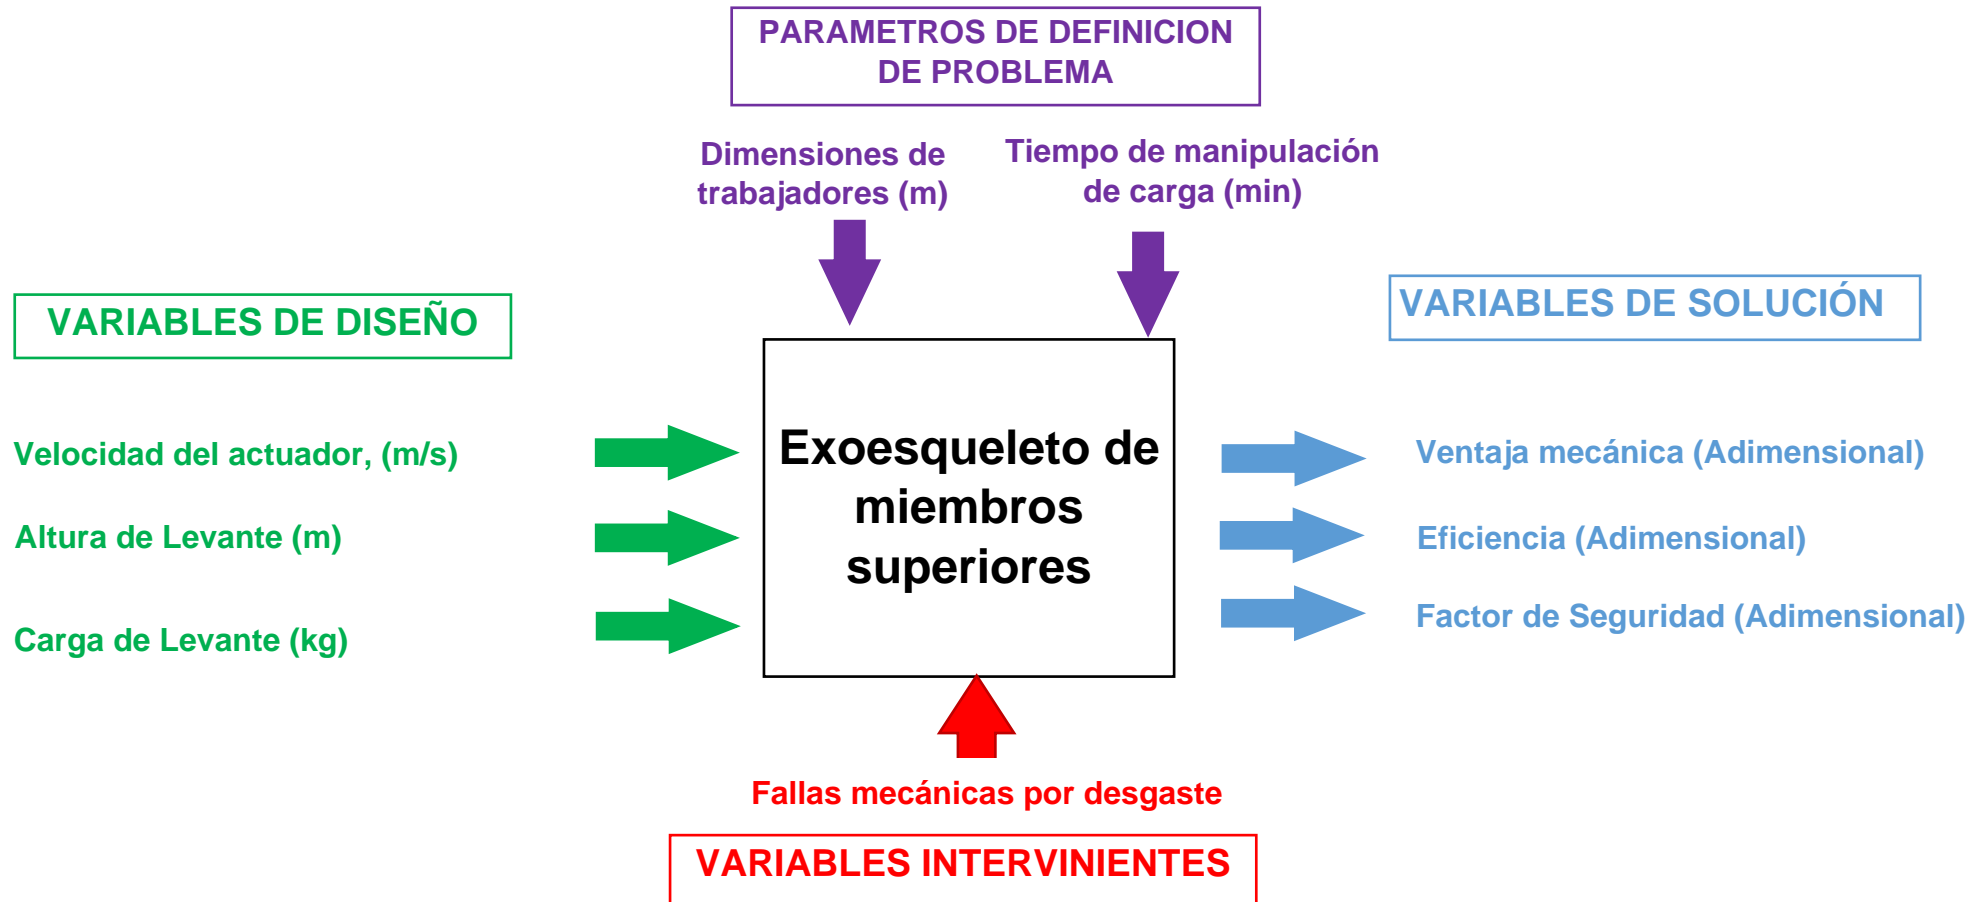 PARAMETROS DE DEFINICION
DE PROBLEMA
Dimensiones de
trabajadores (m)
Tiempo de manipulación
de carga (min)
VARIABLES DE DISEÑO
VARIABLES DE SOLUCIÓN
Velocidad del actuador, (m/s)
Altura de Levante (m)
Carga de Levante (kg)
Exoesqueleto de
miembros
superiores
Ventaja mecánica (Adimensional)
Eficiencia (Adimensional)
Factor de Seguridad (Adimensional)
Fallas mecánicas por desgaste
VARIABLES INTERVINIENTES